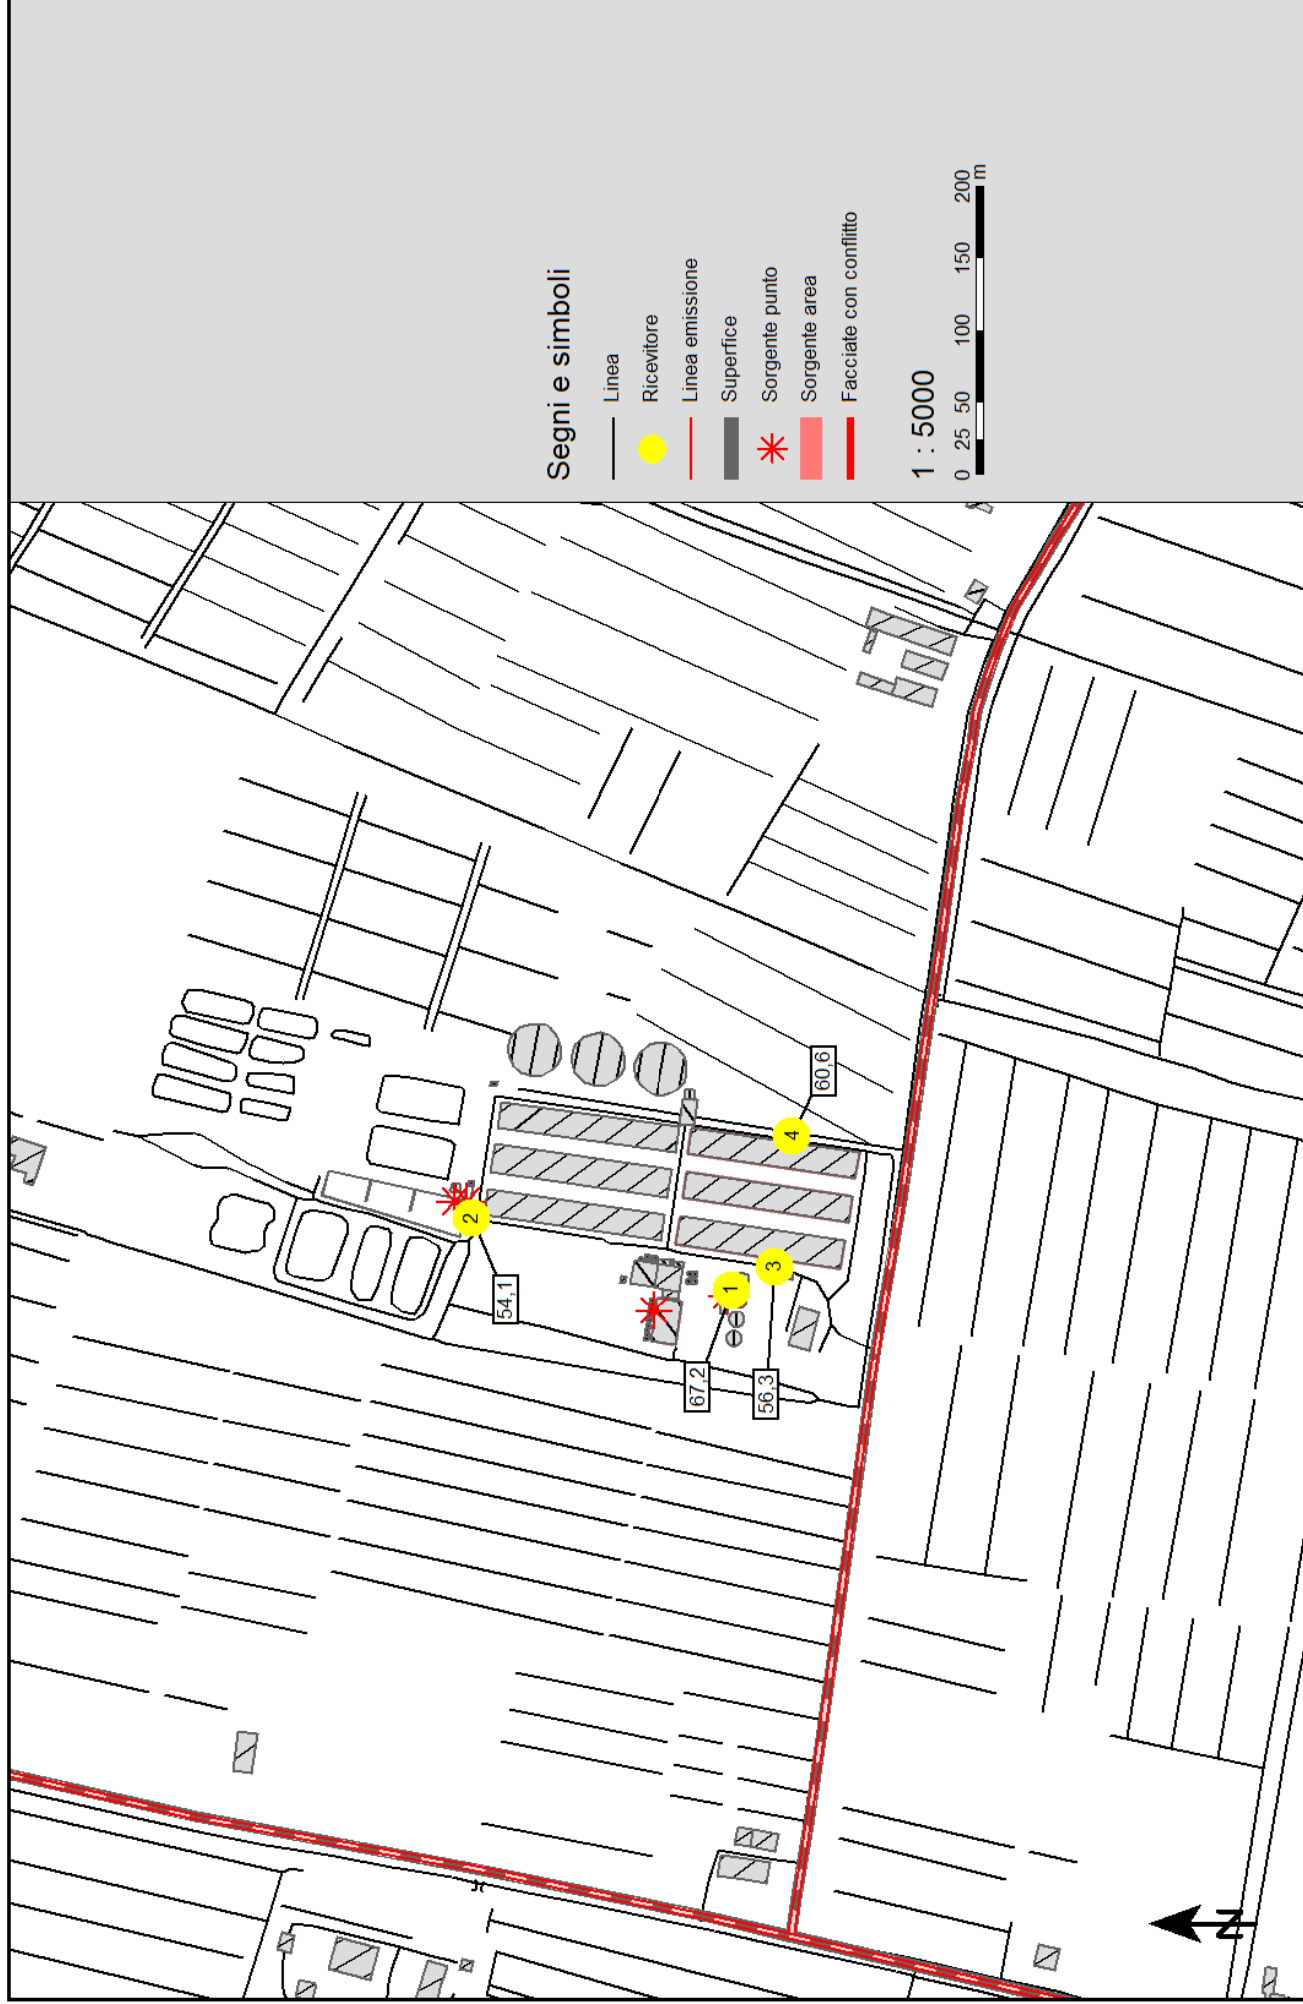 54,1
2
67,2
1
56,3
3
4
60,6
N
Segni e simboli
Linea
Ricevitore
Linea emissione
Superfice
Sorgente punto
Sorgente area
Facciate con conflitto
1 : 5000
0 25 50 100 150 200
m